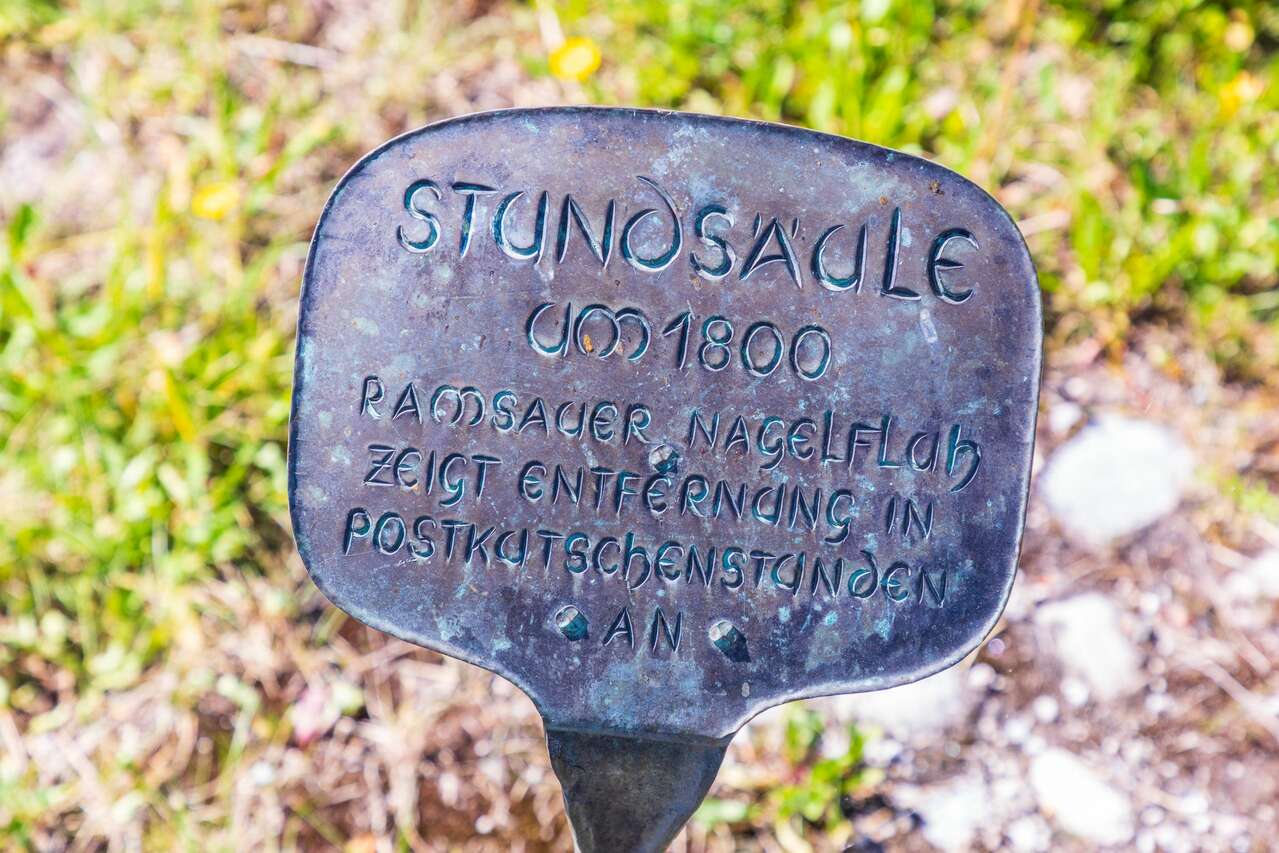 STUNDSÄULE
UM 1800
RAMSAUER NAGELFLUH
ZEIGT ENTFERNUNG IN
POSTKUTSCHENSTUNDEN
AN